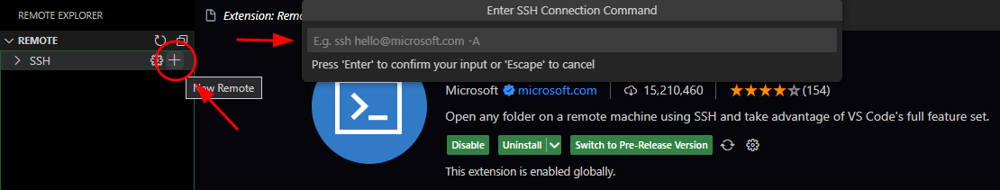 REMOTE EXPLORER
REMOTE
SSH
New Remote
Extension: Remo
Enter SSH Connection Command
E.g. ssh hello@microsoft.com -A
Press 'Enter' to confirm your input or 'Escape' to cancel
Microsoft microsoft.com 15,210,460 (154)
Open any folder on a remote machine using SSH and take advantage of VS Code's full feature set.
Disable Uninstall Switch to Pre-Release Version
This extension is enabled globally.